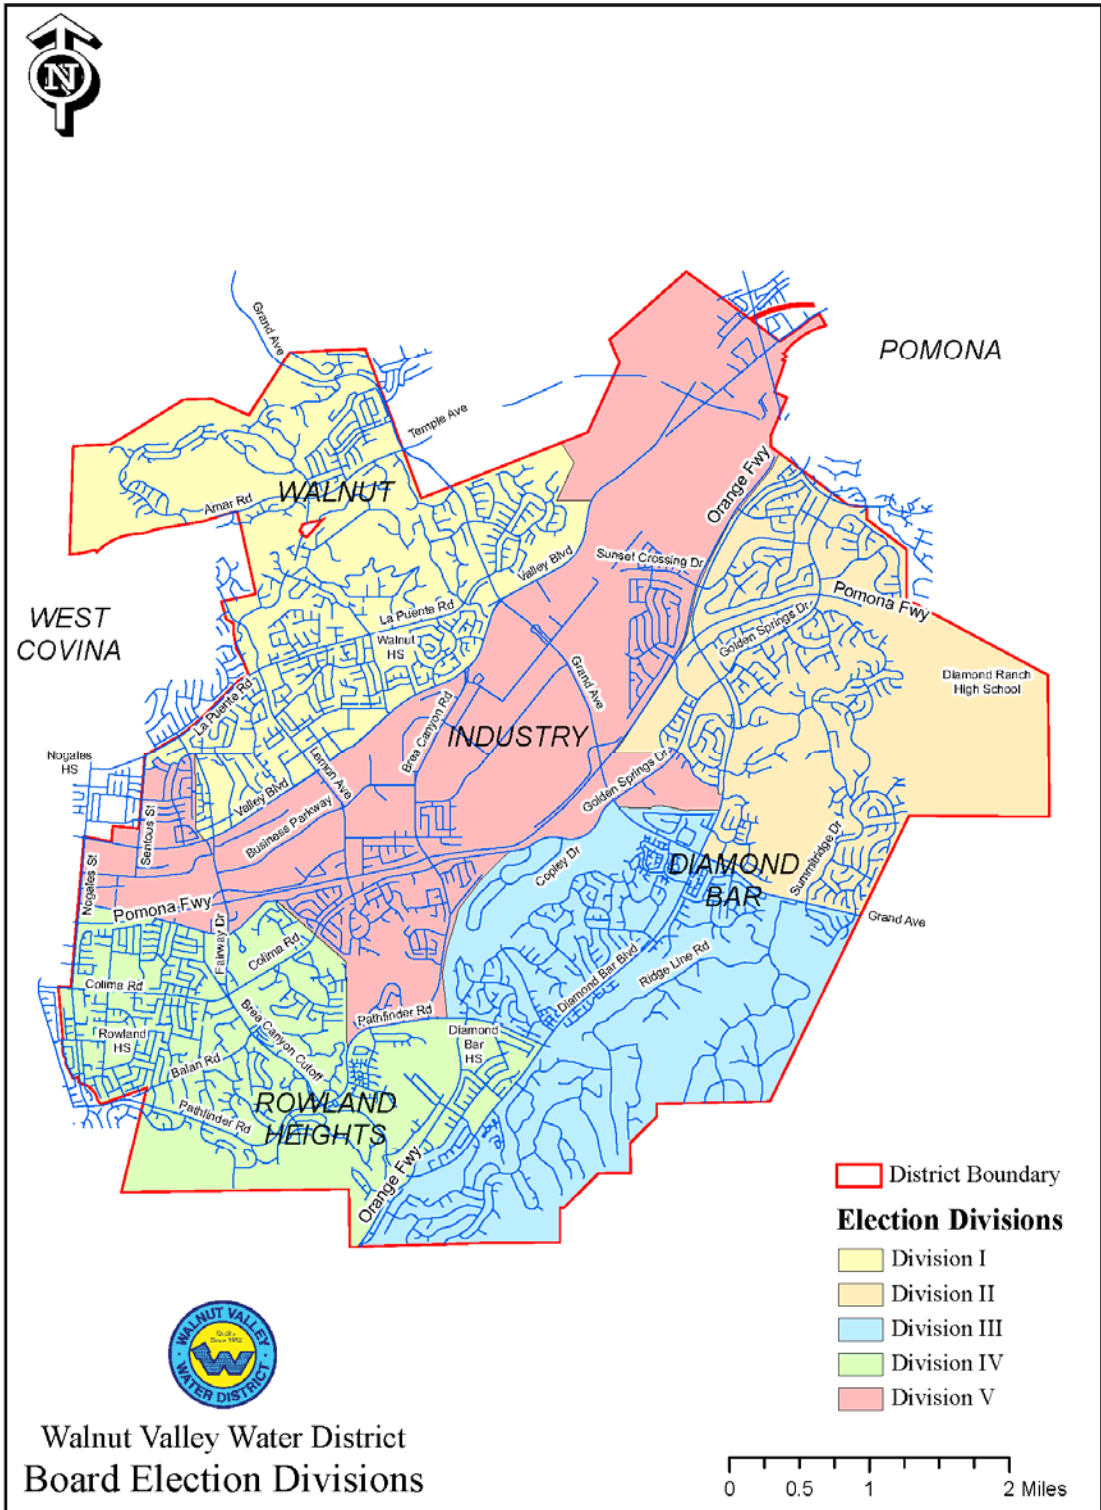 N
Grand Ave
POMONA
Temple Ave
Orange Fwy
WALNUT
Amar Rd
Sunset Crossing Dr
Valley Blvd
Pomona Fwy
La Puente Rd
Golden Springs Dr
WEST
COVINA
Walnut
HS
Grand Ave
Diamond Ranch
High School
La Puente Rd
Brea Canyon Rd
INDUSTRY
Nogales
HS
Lemon Ave
Golden Springs Dr
Valley Blvd
Business Parkway
Sentous St
Summitridge Dr
Copley Dr
DIAMOND
BAR
Nogales St
Pomona Fwy
Grand Ave
Fairway Dr
Colima Rd
Diamond Bar Blvd
Ridge Line Rd
Colima Rd
Pathfinder Rd
Rowland
HS
Brea Canyon Cutoff
Diamond
Bar
HS
Balan Rd
ROWLAND
HEIGHTS
Pathfinder Rd
Orange Fwy
District Boundary
Election Divisions
Division I
Division II
Division III
Division IV
Division V
WALNUT VALLEY
Quality
Since 1952
W
WATER DISTRICT
Walnut Valley Water District
Board Election Divisions
0 0.5 1 2 Miles